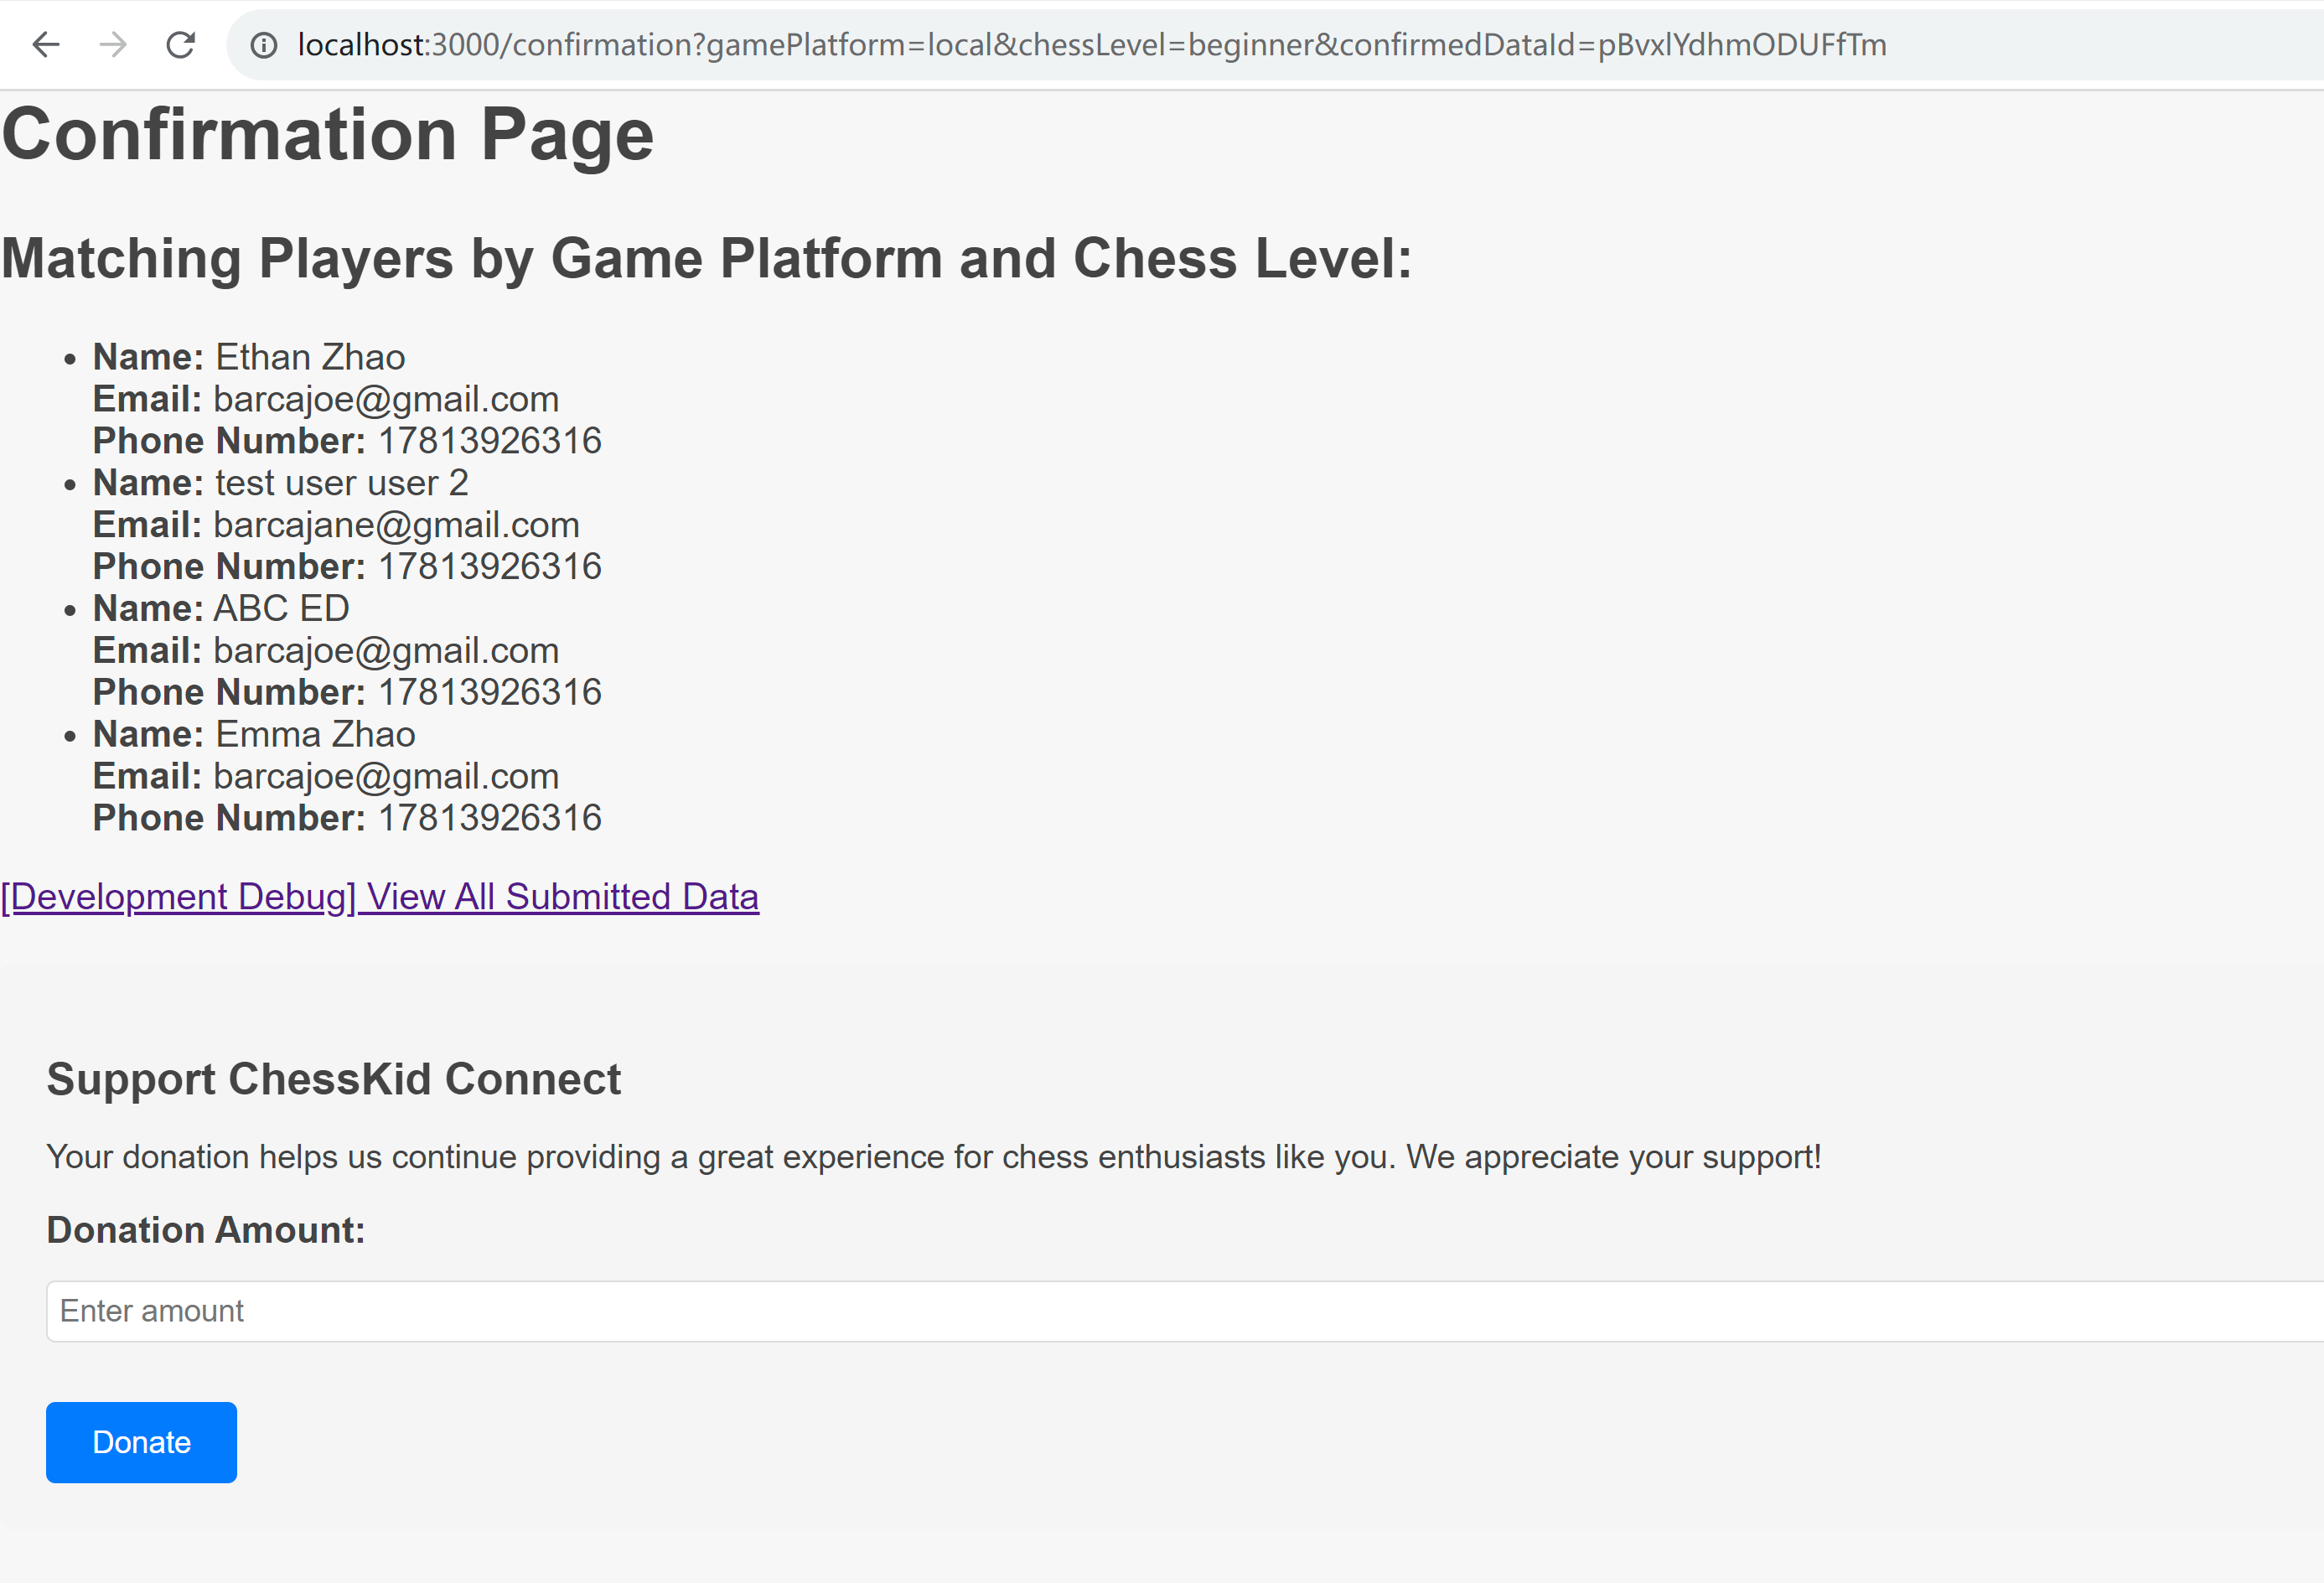 localhost:3000/confirmation?gamePlatform=local&chessLevel=beginner&confirmedDataId=pBvxlYdhmODUFfTm
Confirmation Page
Matching Players by Game Platform and Chess Level:
Name: Ethan Zhao
Email: barcajoe@gmail.com
Phone Number: 17813926316
Name: test user user 2
Email: barcajane@gmail.com
Phone Number: 17813926316
Name: ABC ED
Email: barcajoe@gmail.com
Phone Number: 17813926316
Name: Emma Zhao
Email: barcajoe@gmail.com
Phone Number: 17813926316
[Development Debug] View All Submitted Data
Support ChessKid Connect
Your donation helps us continue providing a great experience for chess enthusiasts like you. We appreciate your support!
Donation Amount:
Enter amount
Donate